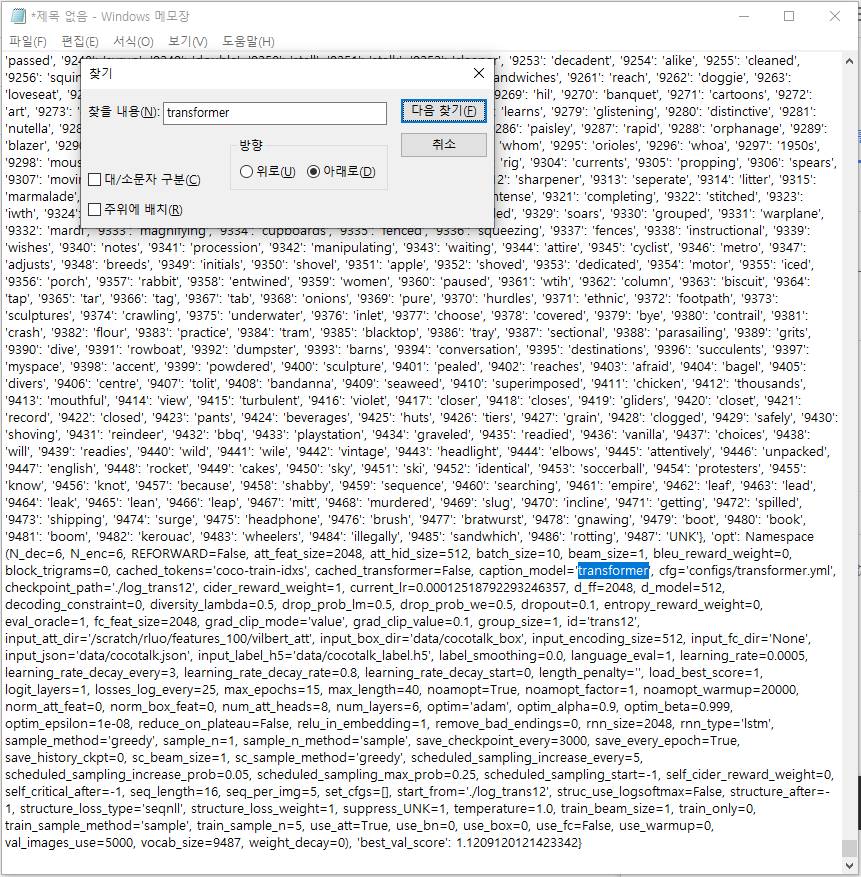 *제목 없음 - Windows 메모장
파일(F) 편집(E) 서식(O) 보기(V) 도움말(H)
'9253': 'decadent', '9254': 'alike', '9255': 'cleaned',
'9261': 'reach', '9262': 'doggie', '9263':
'loveseat',
'hil', '9270': 'banquet', '9271': 'cartoons', '9272':
'art', '9273':
'learns', '9279': 'glistening', '9280': 'distinctive', '9281':
'nutella',
'paisley', '9287': 'rapid', '9288': 'orphanage', '9289':
'blazer',
'whom', '9295': 'orioles', '9296': 'whoa', '9297': '1950s',
'9298':
'rig', '9304': 'currents', '9305': 'propping', '9306': 'spears',
'9307':
'sharpener', '9313': 'seperate', '9314': 'litter', '9315':
'marmalade',
'9321': 'completing', '9322': 'stitched', '9323':
'iwth', '9324'
'9329': 'soars', '9330': 'grouped', '9331': 'warplane',
'9332': 'mardi', '9333': 'magnifying', '9334': 'cupboards', '9335': 'fenced', '9336': 'squeezing', '9337': 'fences', '9338': 'instructional', '9339':
찾기
찾을 내용(N): transformer
다음 찾기(F)
취소
방향
위로(U) 아래로(D)
대/소문자 구분(C)
주위에 배치(R)
'wishes', '9340': 'notes', '9341': 'procession', '9342': 'manipulating', '9343': 'waiting', '9344': 'attire', '9345': 'cyclist', '9346': 'metro', '9347':
'adjusts', '9348': 'breeds', '9349': 'initials', '9350': 'shovel', '9351': 'apple', '9352': 'shoved', '9353': 'dedicated', '9354': 'motor', '9355': 'iced',
'9356': 'porch', '9357': 'rabbit', '9358': 'entwined', '9359': 'women', '9360': 'paused', '9361': 'wtih', '9362': 'column', '9363': 'biscuit', '9364':
'tap', '9365': 'tar', '9366': 'tag', '9367': 'tab', '9368': 'onions', '9369': 'pure', '9370': 'hurdles', '9371': 'ethnic', '9372': 'footpath', '9373':
'sculptures', '9374': 'crawling', '9375': 'underwater', '9376': 'inlet', '9377': 'choose', '9378': 'covered', '9379': 'bye', '9380': 'contrail', '9381':
'crash', '9382': 'flour', '9383': 'practice', '9384': 'tram', '9385': 'blacktop', '9386': 'tray', '9387': 'sectional', '9388': 'parasailing', '9389': 'grits',
'9390': 'dive', '9391': 'rowboat', '9392': 'dumpster', '9393': 'barns', '9394': 'conversation', '9395': 'destinations', '9396': 'succulents', '9397':
'myspace', '9398': 'accent', '9399': 'powdered', '9400': 'sculpture', '9401': 'pealed', '9402': 'reaches', '9403': 'afraid', '9404': 'bagel', '9405':
'divers', '9406': 'centre', '9407': 'tolit', '9408': 'bandanna', '9409': 'seaweed', '9410': 'superimposed', '9411': 'chicken', '9412': 'thousands',
'9413': 'mouthful', '9414': 'view', '9415': 'turbulent', '9416': 'violet', '9417': 'closer', '9418': 'closes', '9419': 'gliders', '9420': 'closet', '9421':
'record', '9422': 'closed', '9423': 'pants', '9424': 'beverages', '9425': 'huts', '9426': 'tiers', '9427': 'grain', '9428': 'clogged', '9429': 'safely', '9430':
'shoving', '9431': 'reindeer', '9432': 'bbq', '9433': 'playstation', '9434': 'graveled', '9435': 'readied', '9436': 'vanilla', '9437': 'choices', '9438':
'will', '9439': 'readies', '9440': 'wild', '9441': 'wile', '9442': 'vintage', '9443': 'headlight', '9444': 'elbows', '9445': 'attentively', '9446': 'unpacked',
'9447': 'english', '9448': 'rocket', '9449': 'cakes', '9450': 'sky', '9451': 'ski', '9452': 'identical', '9453': 'soccerball', '9454': 'protesters', '9455':
'know', '9456': 'knot', '9457': 'because', '9458': 'shabby', '9459': 'sequence', '9460': 'searching', '9461': 'empire', '9462': 'leaf', '9463': 'lead',
'9464': 'leak', '9465': 'lean', '9466': 'leap', '9467': 'mitt', '9468': 'murdered', '9469': 'slug', '9470': 'incline', '9471': 'getting', '9472': 'spilled',
'9473': 'shipping', '9474': 'surge', '9475': 'headphone', '9476': 'brush', '9477': 'bratwurst', '9478': 'gnawing', '9479': 'boot', '9480': 'book',
'9481': 'boom', '9482': 'kerouac', '9483': 'wheelers', '9484': 'illegally', '9485': 'sandwhich', '9486': 'rotting', '9487': 'UNK'}, 'opt': Namespace
(N_dec=6, N_enc=6, REFORWARD=False, att_feat_size=2048, att_hid_size=512, batch_size=10, beam_size=1, bleu_reward_weight=0,
block_trigrams=0, cached_tokens='coco-train-idxs', cached_transformer=False, caption_model='transformer', cfg='configs/transformer.yml',
checkpoint_path='./log_trans12', cider_reward_weight=1, current_lr=0.00012518792293246357, d_ff=2048, d_model=512,
decoding_constraint=0, diversity_lambda=0.5, drop_prob_lm=0.5, drop_prob_we=0.5, dropout=0.1, entropy_reward_weight=0,
eval_oracle=1, fc_feat_size=2048, grad_clip_mode='value', grad_clip_value=0.1, group_size=1, id='trans12',
input_att_dir='/scratch/rluo/features_100/vilbert_att', input_box_dir='data/cocotalk_box', input_encoding_size=512, input_fc_dir='None',
input_json='data/cocotalk.json', input_label_h5='data/cocotalk_label.h5', label_smoothing=0.0, language_eval=1, learning_rate=0.0005,
learning_rate_decay_every=3, learning_rate_decay_rate=0.8, learning_rate_decay_start=0, length_penalty='', load_best_score=1,
logit_layers=1, losses_log_every=25, max_epochs=15, max_length=40, noamopt=True, noamopt_factor=1, noamopt_warmup=20000,
norm_att_feat=0, norm_box_feat=0, num_att_heads=8, num_layers=6, optim='adam', optim_alpha=0.9, optim_beta=0.999,
optim_epsilon=1e-08, reduce_on_plateau=False, relu_in_embedding=1, remove_bad_endings=0, rnn_size=2048, rnn_type='lstm',
sample_method='greedy', sample_n=1, sample_n_method='sample', save_checkpoint_every=3000, save_every_epoch=True,
save_history_ckpt=0, sc_beam_size=1, sc_sample_method='greedy', scheduled_sampling_increase_every=5,
scheduled_sampling_increase_prob=0.05, scheduled_sampling_max_prob=0.25, scheduled_sampling_start=-1, self_cider_reward_weight=0,
self_critical_after=-1, seq_length=16, seq_per_img=5, set_cfgs=[], start_from='./log_trans12', struc_use_logsoftmax=False, structure_after=-
1, structure_loss_type='seqnll', structure_loss_weight=1, suppress_UNK=1, temperature=1.0, train_beam_size=1, train_only=0,
train_sample_method='sample', train_sample_n=5, use_att=True, use_bn=0, use_box=0, use_fc=False, use_warmup=0,
val_images_use=5000, vocab_size=9487, weight_decay=0), 'best_val_score': 1.1209120121423342}